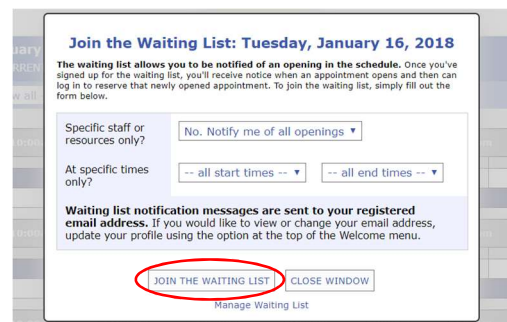 Join the Waiting List: Tuesday, January 16, 2018
The waiting list allows you to be notified of an opening in the schedule. Once you've
signed up for the waiting list, you'll receive notice when an appointment opens and then can
log in to reserve that newly opened appointment. To join the waiting list, simply fill out the
form below.
Specific staff or
resources only?
No. Notify me of all openings ▼
At specific times
only?
-- all start times -- ▼ -- all end times -- ▼
Waiting list notification messages are sent to your registered
email address. If you would like to view or change your email address,
update your profile using the option at the top of the Welcome menu.
JOIN THE WAITING LIST CLOSE WINDOW
Manage Waiting List